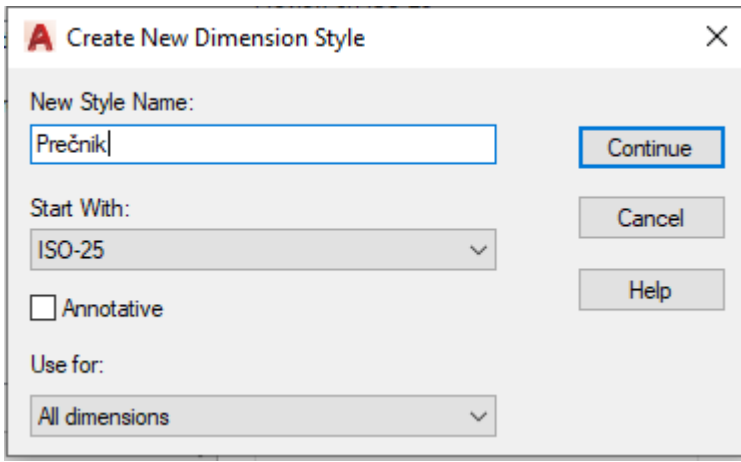 Create New Dimension Style
New Style Name:
Prečnik
Continue
Start With:
Cancel
ISO-25
Help
Annotative
Use for:
All dimensions